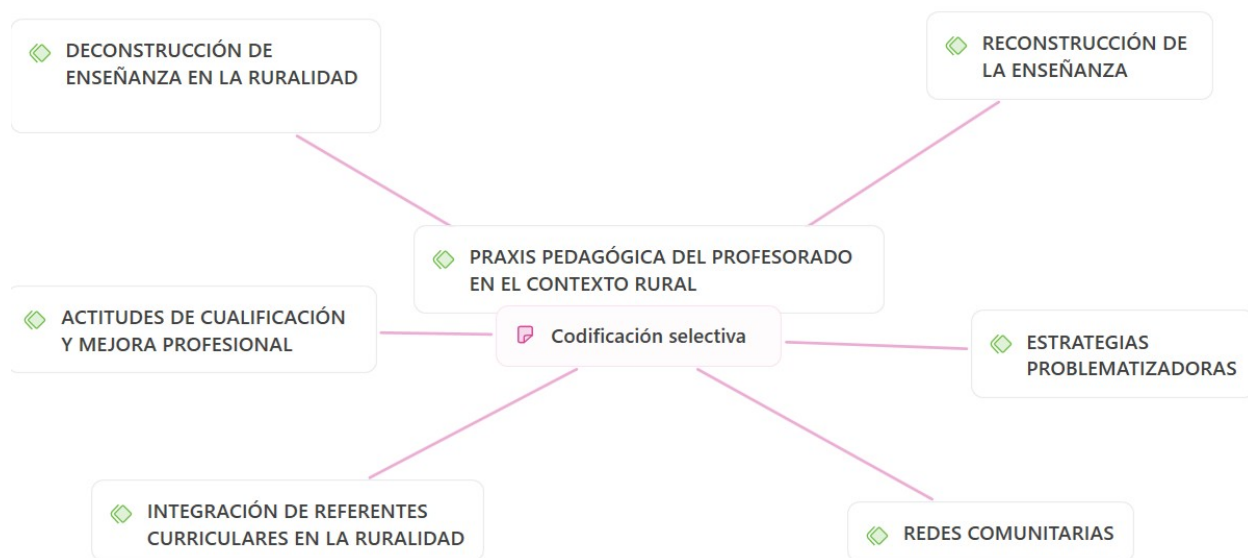 DECONSTRUCCIÓN DE
ENSEÑANZA EN LA RURALIDAD
RECONSTRUCCIÓN DE
LA ENSEÑANZA
PRAXIS PEDAGÓGICA DEL PROFESORADO
EN EL CONTEXTO RURAL
Codificación selectiva
ACTITUDES DE CUALIFICACIÓN
Y MEJORA PROFESIONAL
ESTRATEGIAS
PROBLEMATIZADORAS
INTEGRACIÓN DE REFERENTES
CURRICULARES EN LA RURALIDAD
REDES COMUNITARIAS